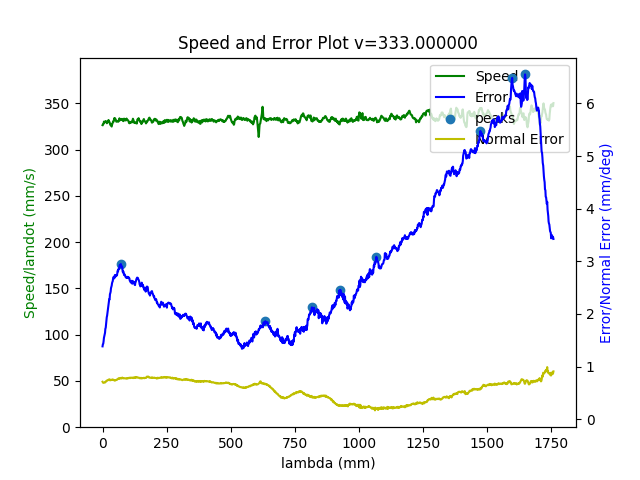 Speed and Error Plot v=333.000000
Speed
Error
peaks
Normal Error
Speed/lamdot (mm/s)
350
300
250
200
150
100
50
0
6
5
4
3
2
1
0
Error/Normal Error (mm/deg)
0 250 500 750 1000 1250 1500 1750
lambda (mm)